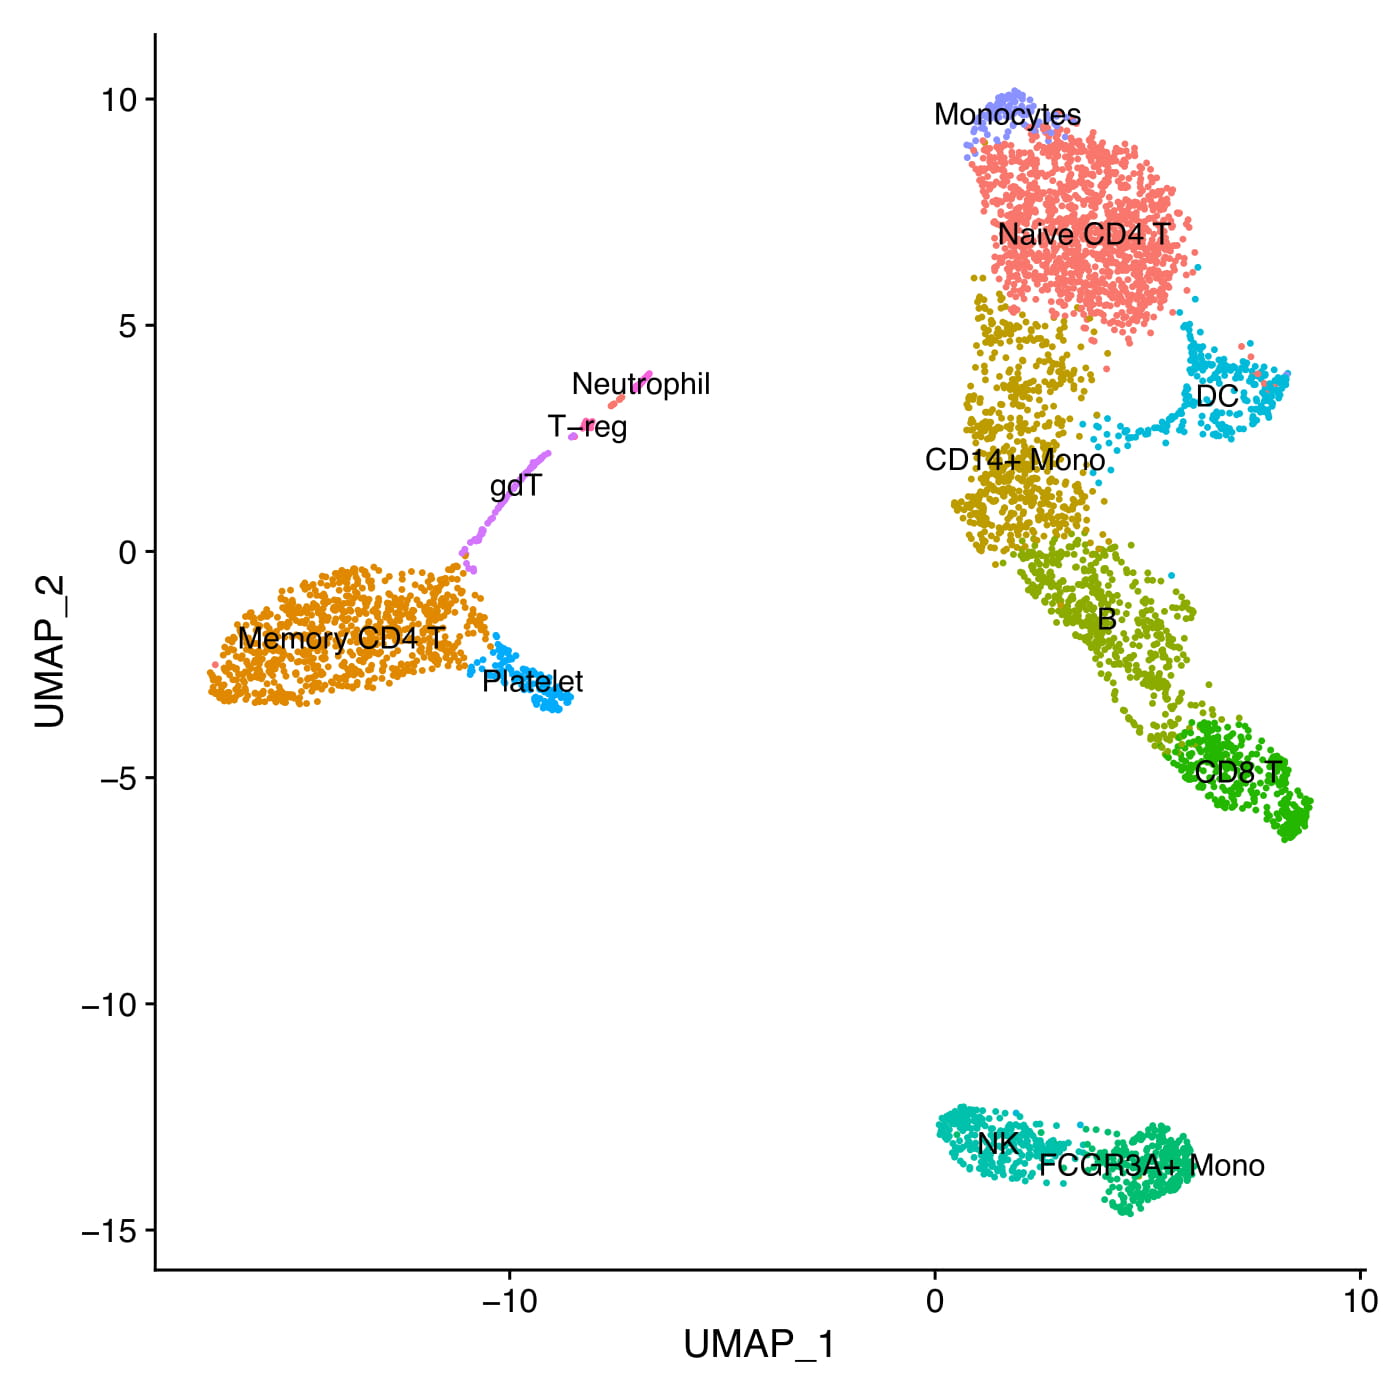 10
Monocytes
Naive CD4 T
5
Neutrophil
DC
T−reg
CD14+ Mono
gdT
0
B
Memory CD4 T
Platelet
UMAP_2
−5
CD8 T
−10
NK
FCGR3A+ Mono
−15
−10
0
10
UMAP_1